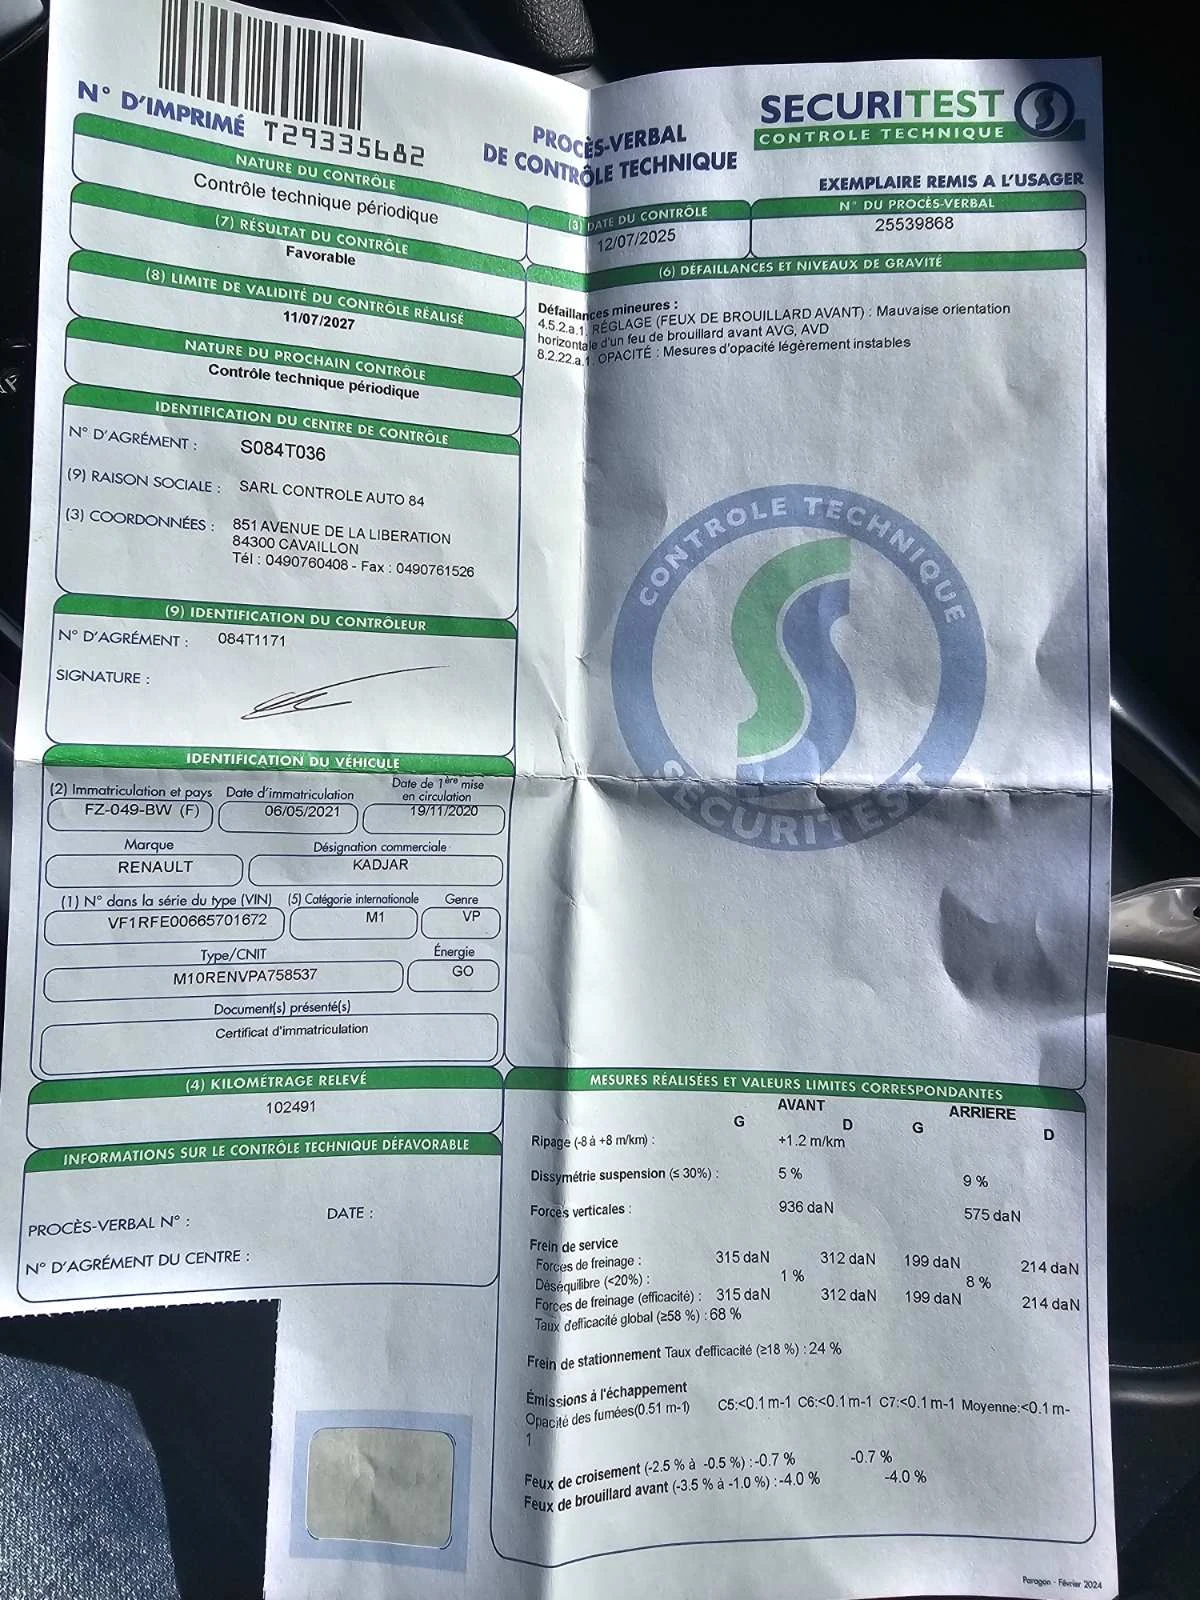 N° D'IMPRIMÉ T29335682
PROCÈS-VERBAL
DE CONTRÔLE TECHNIQUE
SECURITEST
CONTROLE TECHNIQUE
EXEMPLAIRE REMIS A L'USAGER
NATURE DU CONTRÔLE
Contrôle technique périodique
(7) RÉSULTAT DU CONTRÔLE
Favorable
(8) LIMITE DE VALIDITÉ DU CONTRÔLE RÉALISÉ
11/07/2027
NATURE DU PROCHAIN CONTRÔLE
Contrôle technique périodique
(3) DATE DU CONTRÔLE
12/07/2025
N° DU PROCÈS-VERBAL
25539868
(6) DÉFAILLANCES ET NIVEAUX DE GRAVITÉ
Défaillances mineures :
4.5.2.a.1. RÉGLAGE (FEUX DE BROUILLARD AVANT) : Mauvaise orientation
horizontale d'un feu de brouillard avant AVG, AVD
8.2.22.a.1. OPACITÉ : Mesures d'opacité légèrement instables
IDENTIFICATION DU CENTRE DE CONTRÔLE
N° D'AGRÉMENT : S084T036
(9) RAISON SOCIALE : SARL CONTROLE AUTO 84
(3) COORDONNÉES : 851 AVENUE DE LA LIBERATION
84300 CAVAILLON
Tél : 0490760408 - Fax : 0490761526
(9) IDENTIFICATION DU CONTRÔLEUR
N° D'AGRÉMENT : 084T1171
SIGNATURE :
CONTROLE TECHNIQUE
SECURITEST
IDENTIFICATION DU VÉHICULE
(2) Immatriculation et pays Date d'immatriculation Date de 1ère mise en circulation
FZ-049-BW (F) 06/05/2021 19/11/2020
Marque Désignation commerciale
RENAULT KADJAR
(1) N° dans la série du type (VIN) (5) Catégorie internationale Genre
VF1RFE00665701672 M1 VP
Type/CNIT Énergie
M10RENVPA758537 GO
Document(s) présenté(s)
Certificat d'immatriculation
(4) KILOMÉTRAGE RELEVÉ
102491
INFORMATIONS SUR LE CONTRÔLE TECHNIQUE DÉFAVORABLE
PROCÈS-VERBAL N° : DATE :
N° D'AGRÉMENT DU CENTRE :
MESURES RÉALISÉES ET VALEURS LIMITES CORRESPONDANTES
AVANT ARRIERE
G D G D
Ripage (-8 à +8 m/km) : +1.2 m/km
Dissymétrie suspension (≤ 30%) : 5 % 9 %
Forces verticales : 936 daN 575 daN
Frein de service
Forces de freinage : 315 daN 312 daN 199 daN 214 daN
Déséquilibre (<20%) : 1 % 8 %
Forces de freinage (efficacité) : 315 daN 312 daN 199 daN 214 daN
Taux d'efficacité global (≥58 %) : 68 %
Frein de stationnement Taux d'efficacité (≥18 %) : 24 %
Émissions à l'échappement
Opacité des fumées(0.51 m-1) C5:<0.1 m-1 C6:<0.1 m-1 C7:<0.1 m-1 Moyenne:<0.1 m-
1
Feux de croisement (-2.5 % à -0.5 %) : -0.7 % -0.7 %
Feux de brouillard avant (-3.5 % à -1.0 %) : -4.0 % -4.0 %
Paragon - Février 2024